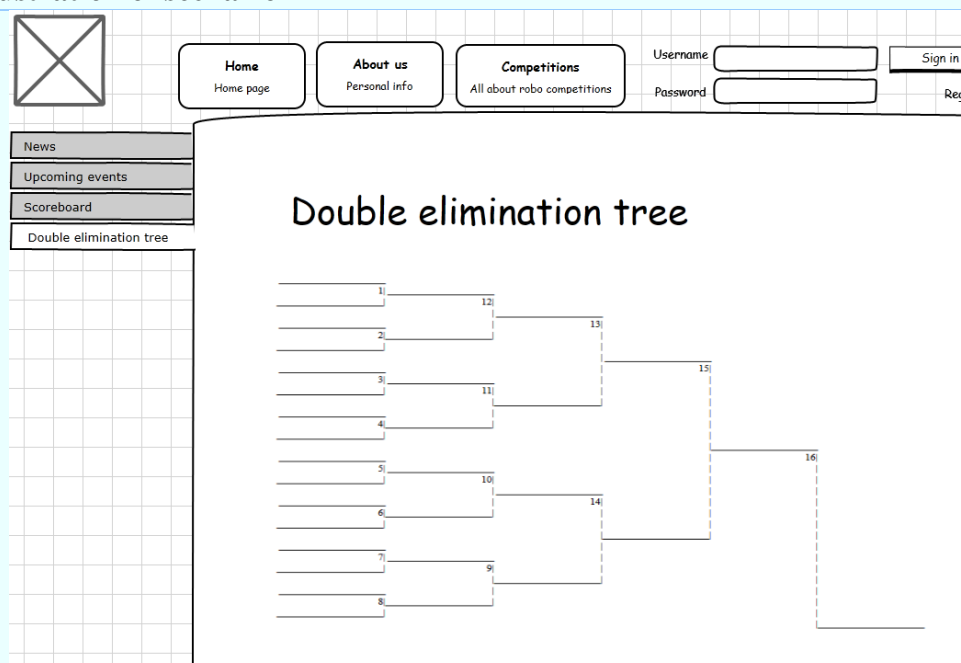 Home
Home page
About us
Personal info
Competitions
All about robo competitions
Username
Password
Sign in
News
Upcoming events
Scoreboard
Double elimination tree
Double elimination tree
1
12
13
2
15
3
11
4
16
5
10
14
6
7
9
8